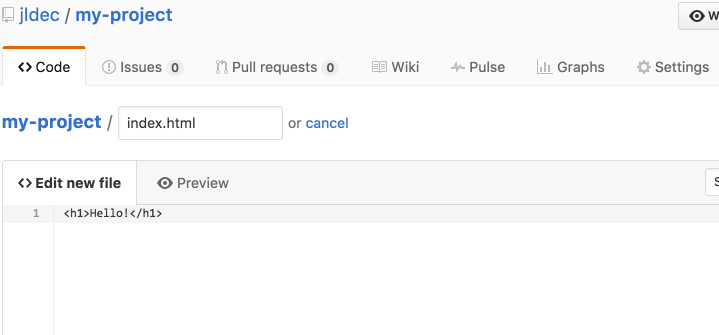 jldec / my-project W
Code Issues 0 Pull requests 0 Wiki Pulse Graphs Settings
my-project / index.html or cancel
Edit new file Preview S
1 <h1>Hello!</h1>